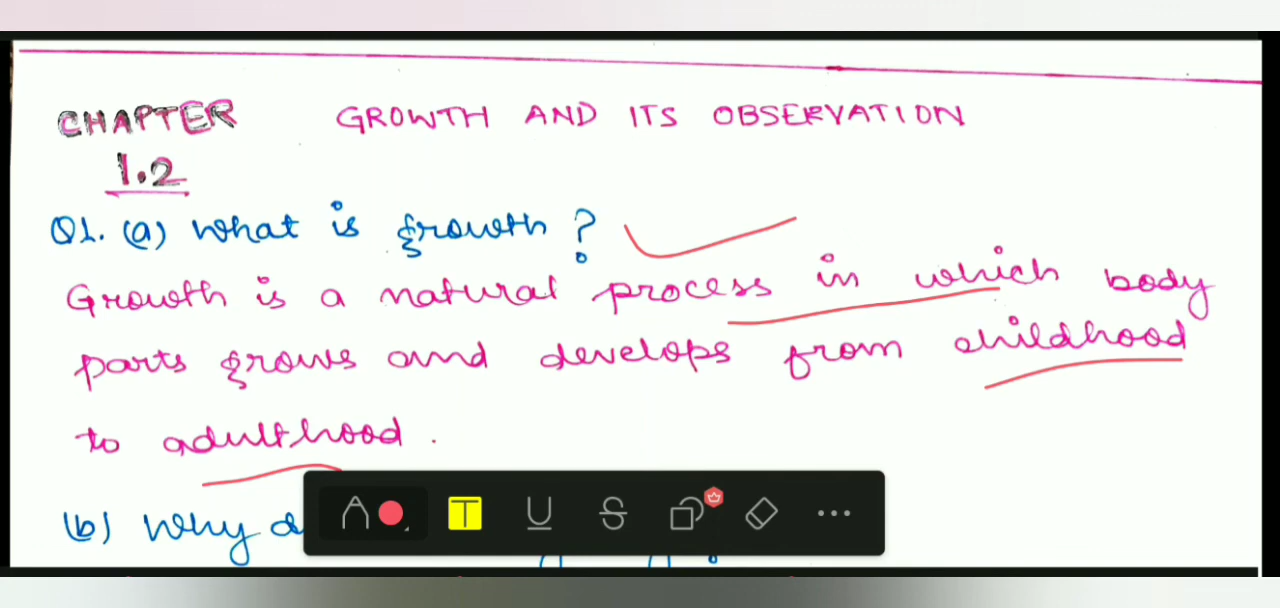 CHAPTER GROWTH AND ITS OBSERVATION
1.2
Q1. (a) What is growth ?
Growth is a natural process in which body
parts grows and develops from childhood
to adulthood.
(b) Why